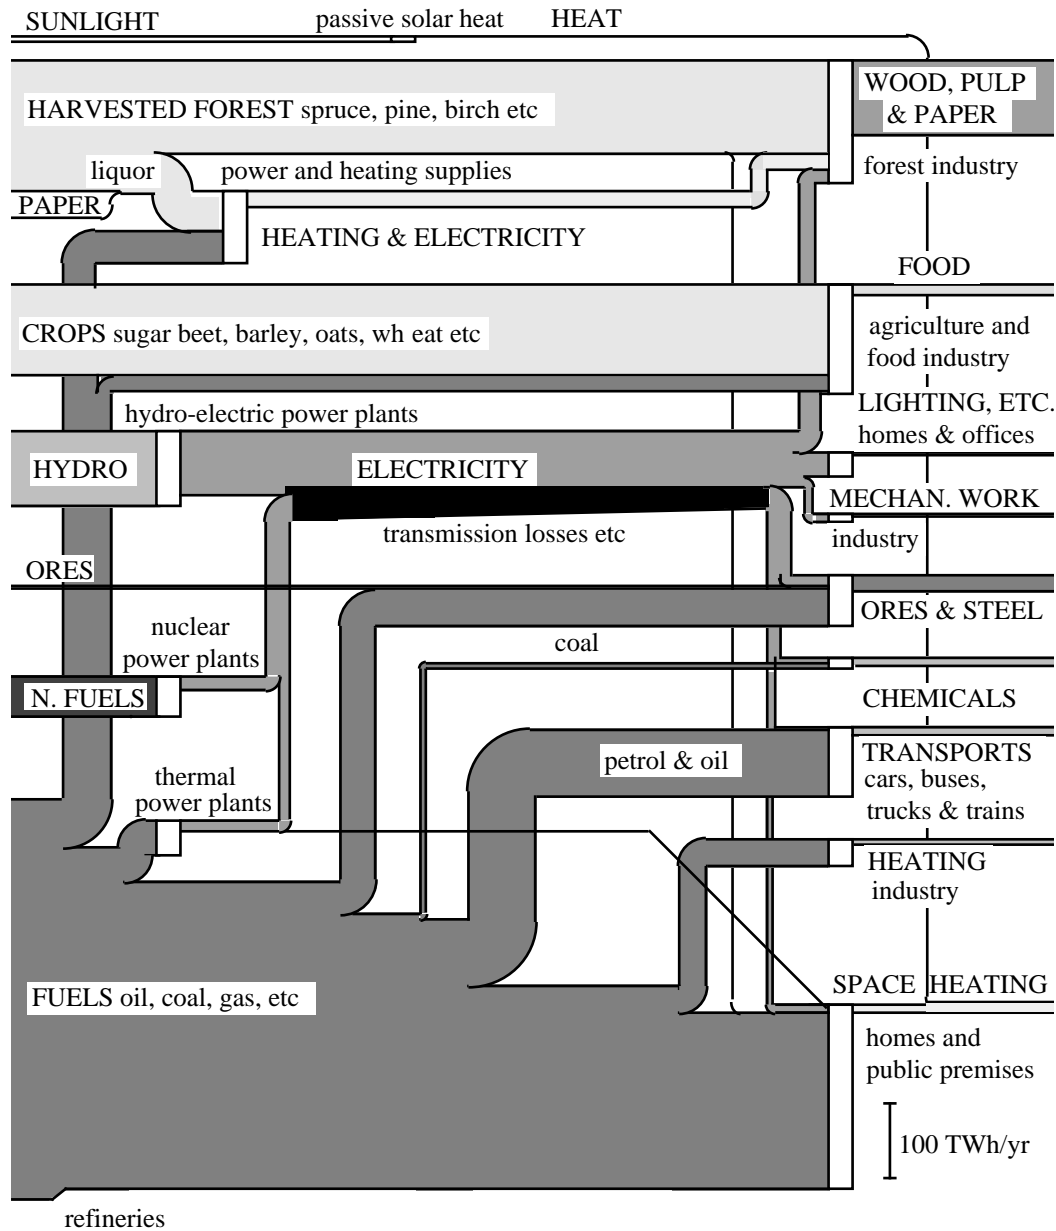 SUNLIGHT
passive solar heat
HEAT
HARVESTED FOREST spruce, pine, birch etc
WOOD, PULP
& PAPER
liquor
power and heating supplies
forest industry
PAPER
HEATING & ELECTRICITY
FOOD
CROPS sugar beet, barley, oats, wh eat etc
agriculture and
food industry
hydro-electric power plants
LIGHTING, ETC.
homes & offices
HYDRO
ELECTRICITY
MECHAN. WORK
transmission losses etc
industry
ORES
ORES & STEEL
nuclear
power plants
coal
N. FUELS
CHEMICALS
petrol & oil
TRANSPORTS
cars, buses,
trucks & trains
thermal
power plants
HEATING
industry
FUELS oil, coal, gas, etc
SPACE HEATING
homes and
public premises
100 TWh/yr
refineries